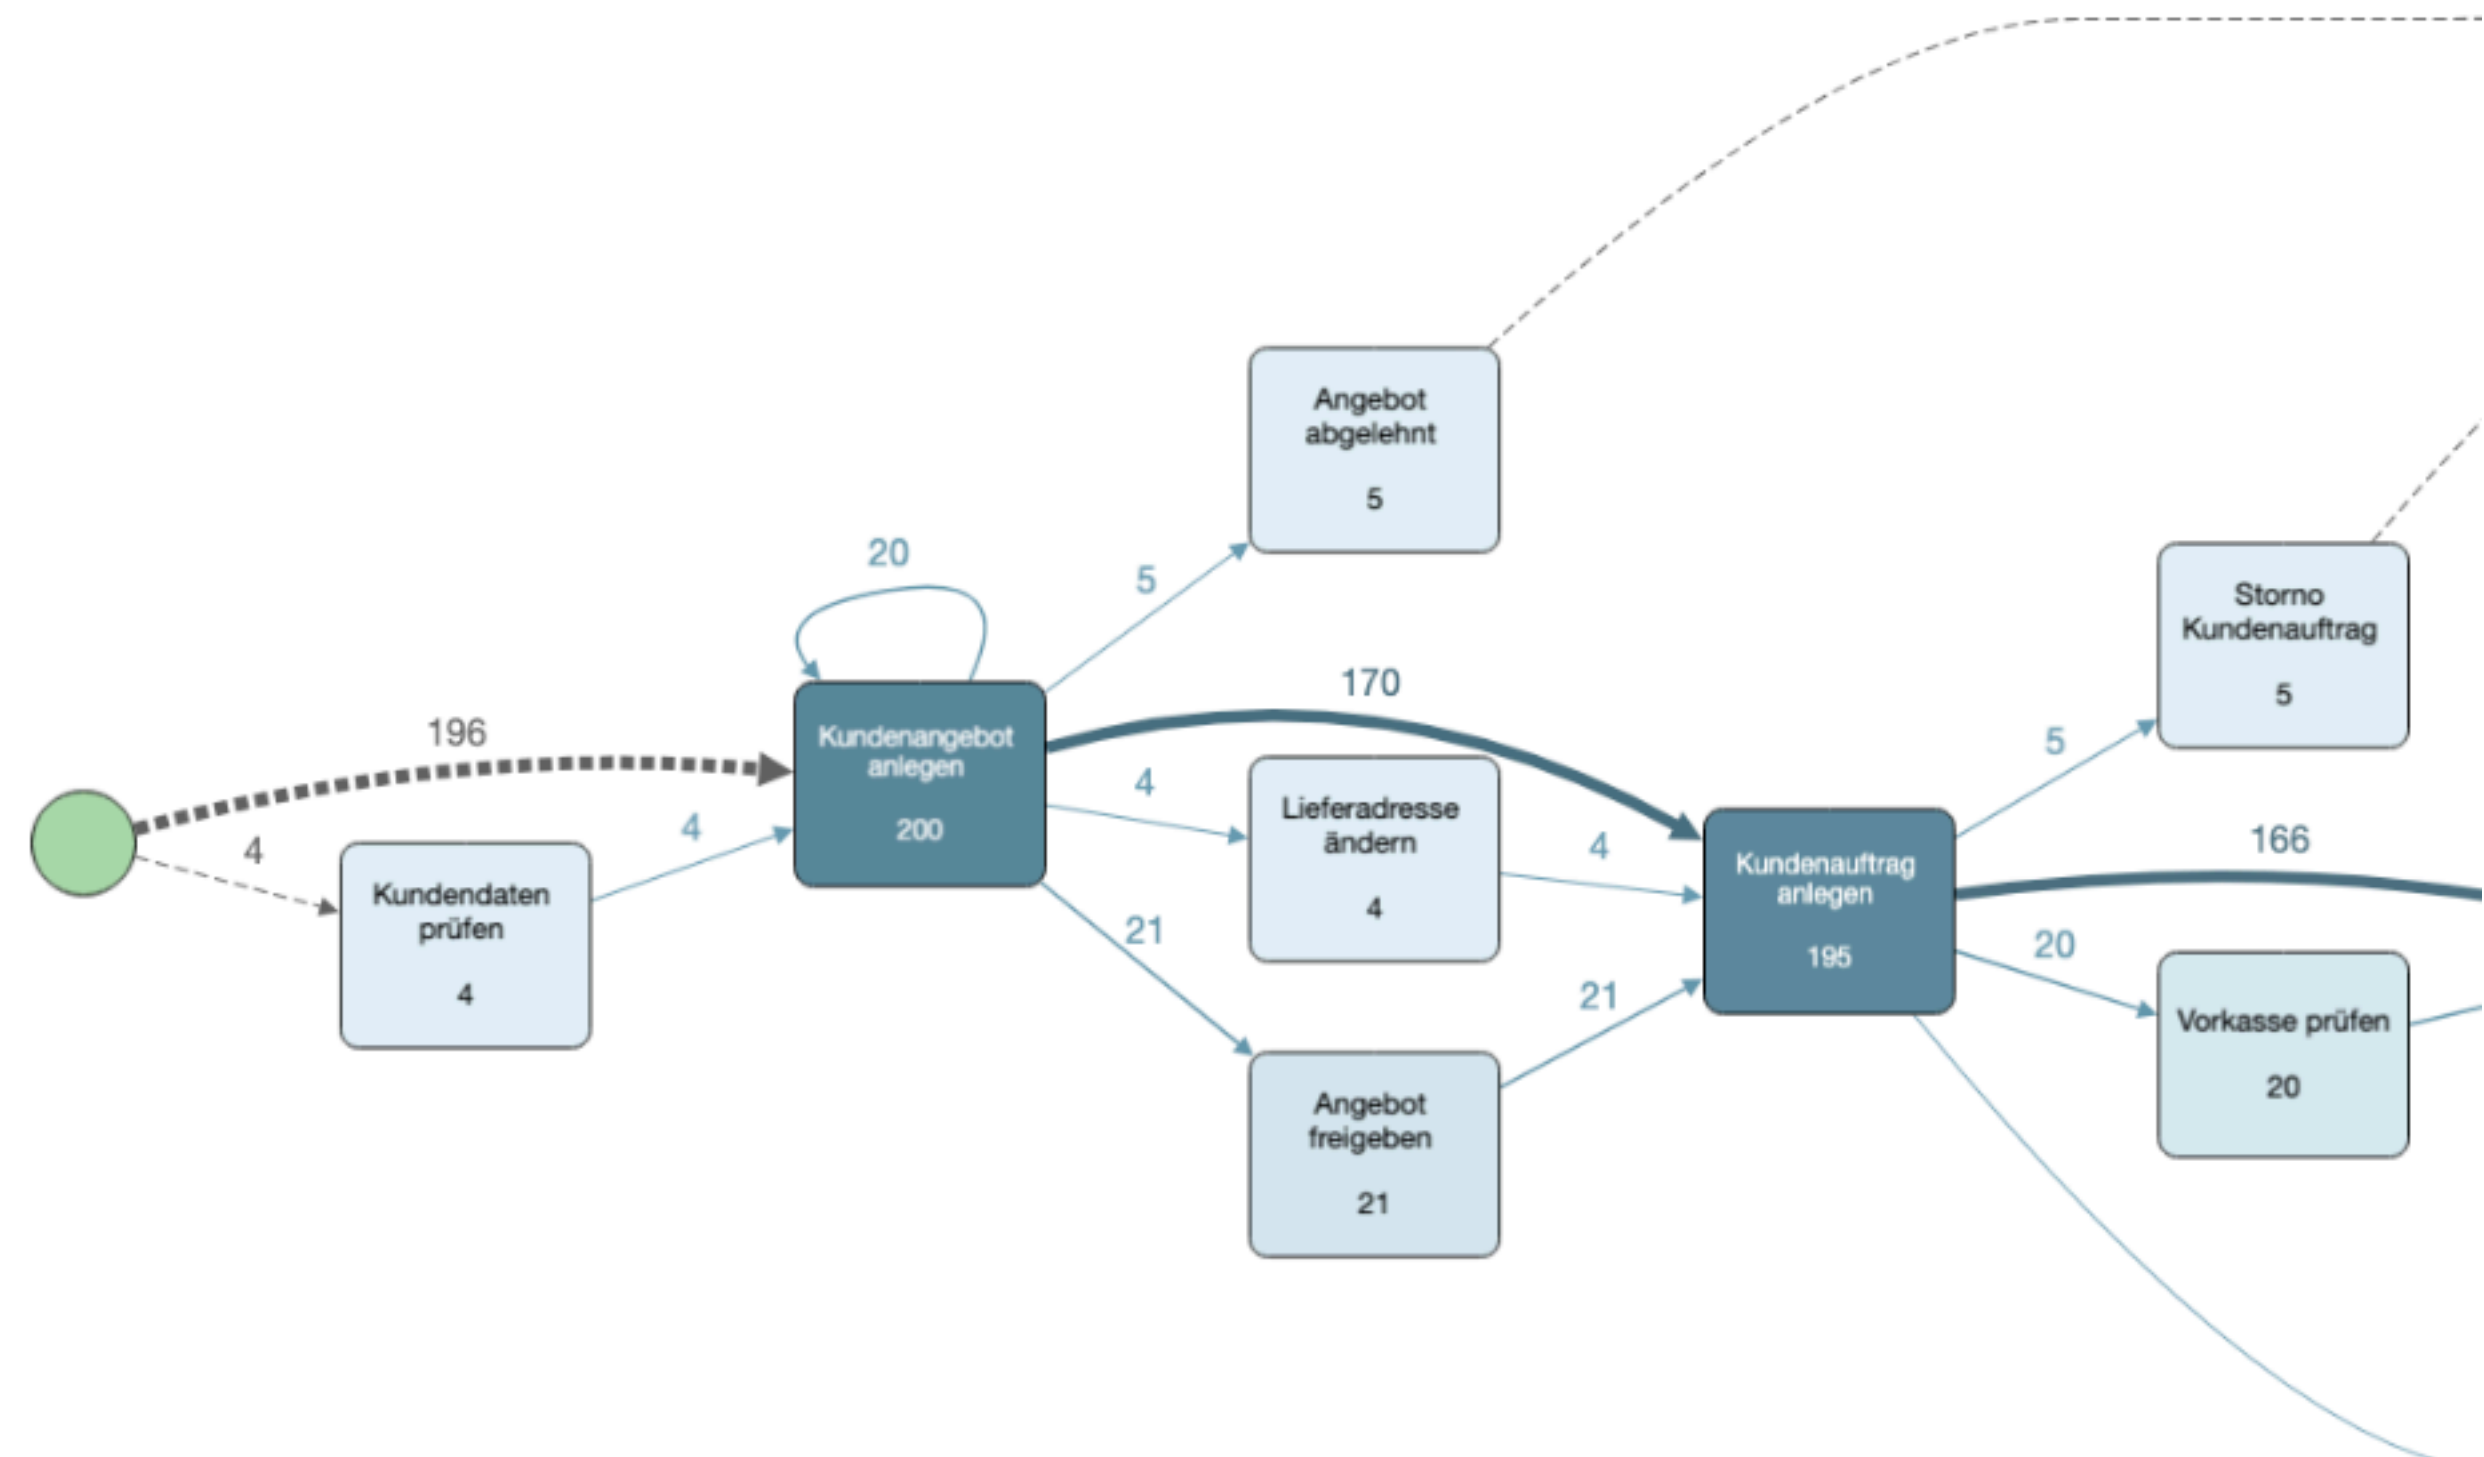 196
4
Kundendaten
prüfen
4
4
20
Kundenangebot
anlegen
200
5
Angebot
abgelehnt
5
170
4
Lieferadresse
ändern
4
4
21
Angebot
freigeben
21
21
Kundenauftrag
anlegen
195
5
Storno
Kundenauftrag
5
166
20
Vorkasse prüfen
20